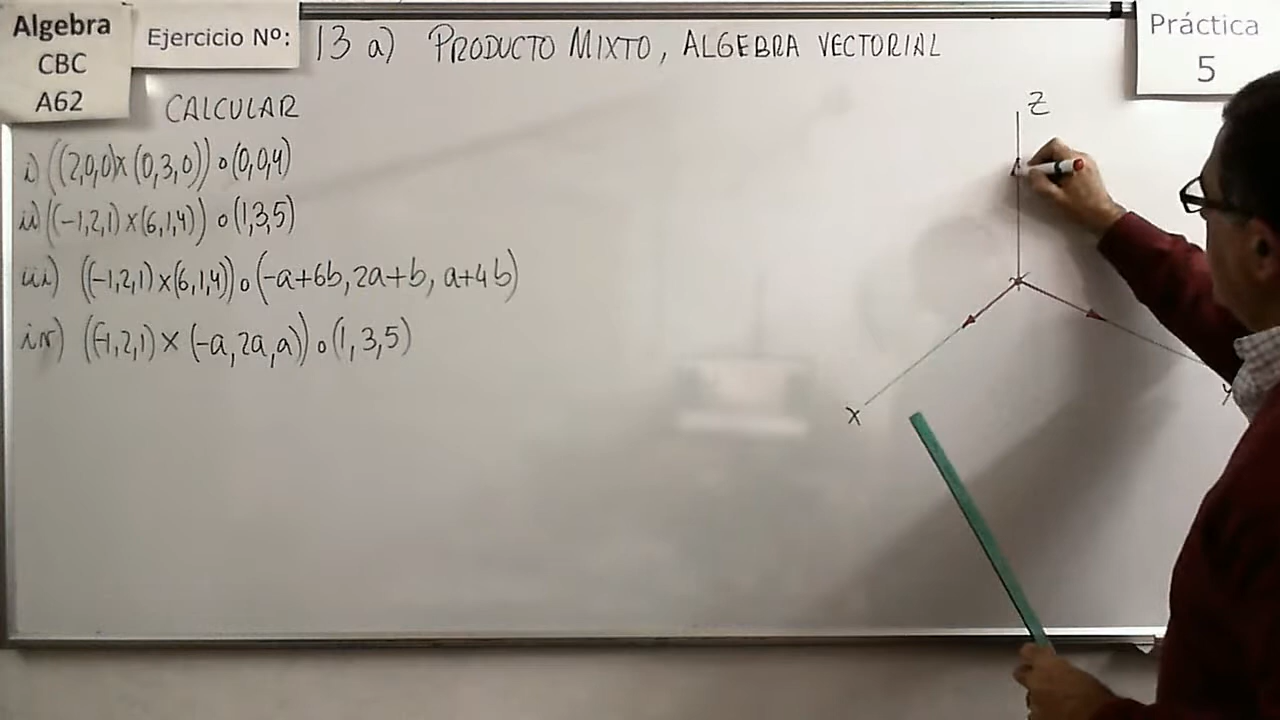 Algebra
CBC
A62
Ejercicio Nº:
13 a) PRODUCTO MIXTO, ALGEBRA VECTORIAL
Práctica
5
CALCULAR
i) ((2,0,0)x(0,3,0))∘(0,0,4)
ii) ((-1,2,1)x(6,1,4))∘(1,3,5)
iii) ((-1,2,1)x(6,1,4))∘(-a+6b, 2a+b, a+4b)
iv) ((-1,2,1)x(-a,2a,a))∘(1,3,5)
Z
X
Y